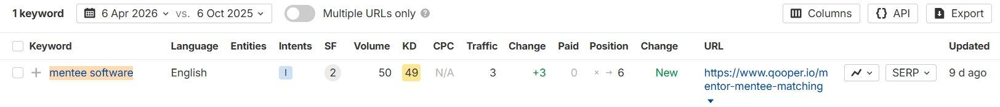 1 keyword 6 Apr 2026 vs. 6 Oct 2025 Multiple URLs only ? Columns {} API Export
Keyword Language Entities Intents SF Volume KD CPC Traffic Change Paid Position Change URL Updated
+ mentee software English I 2 50 49 N/A 3 +3 0 × → 6 New https://www.qooper.io/m SERP 9 d ago
entor-mentee-matching